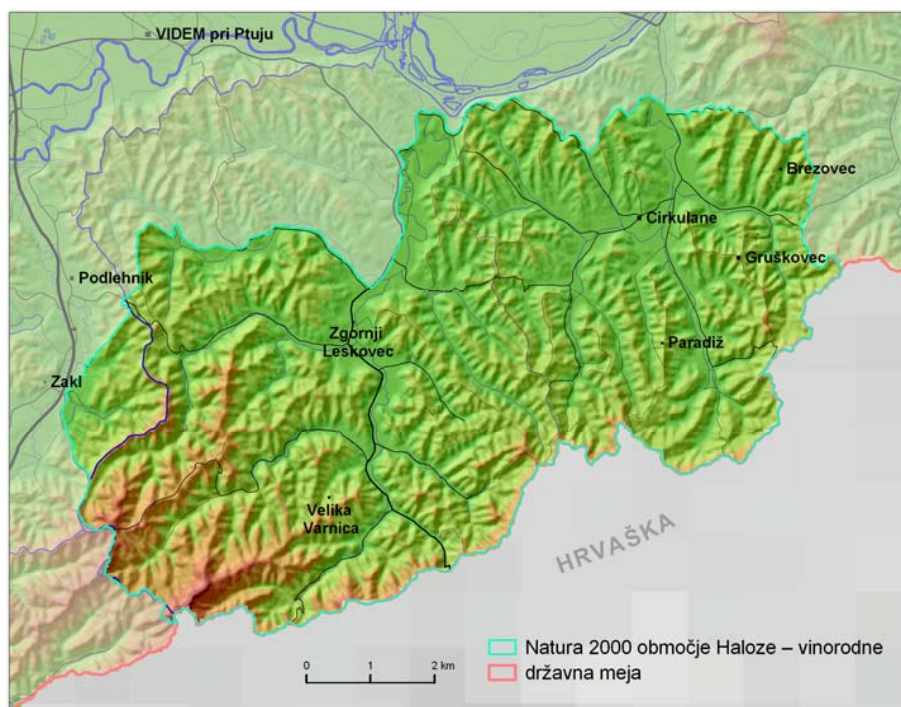 VIDEM pri Ptuju
Brezovec
Cirkulane
Gruškovec
Podlehnik
Zgornji
Leskovec
Paradiž
Zakl
Velika
Varnica
HRVAŠKA
Natura 2000 območje Haloze – vinorodne
0 1 2 km
državna meja